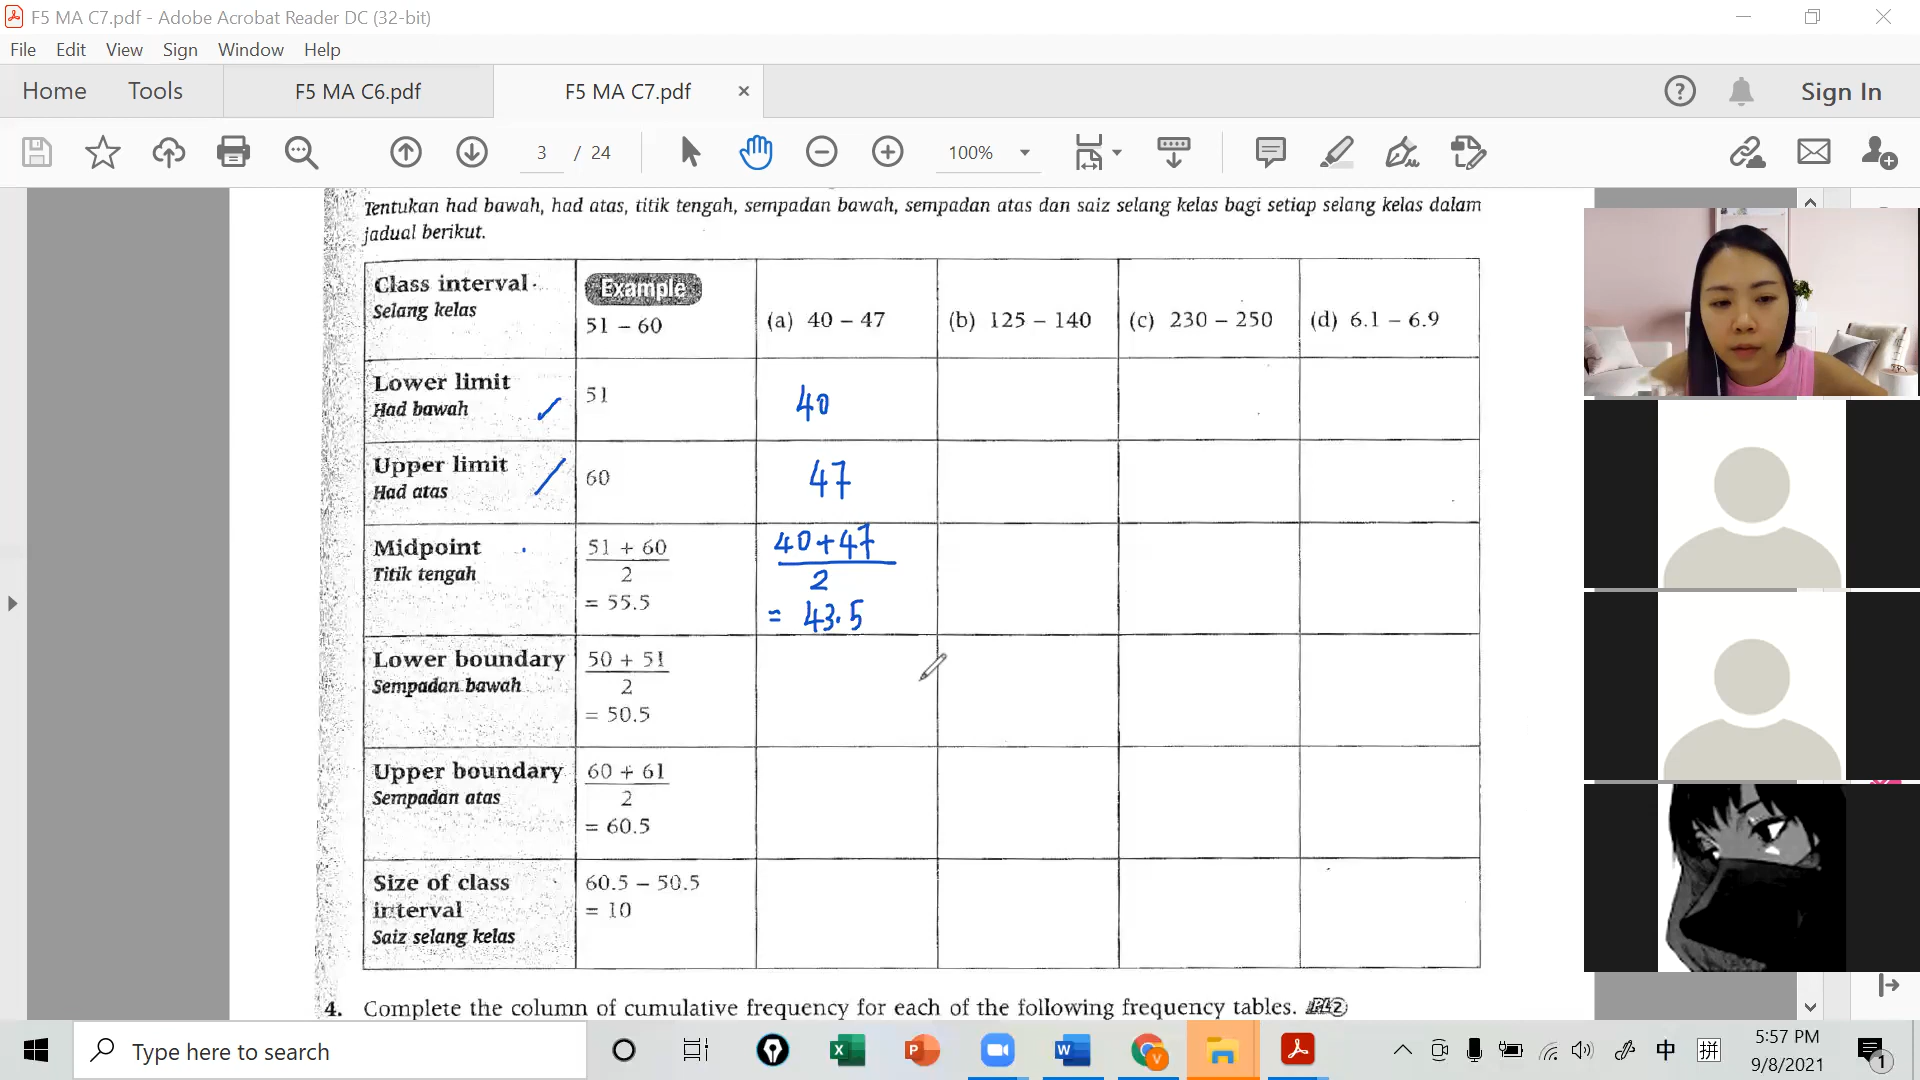 F5 MA C7.pdf - Adobe Acrobat Reader DC (32-bit)
File Edit View Sign Window Help
Home Tools F5 MA C6.pdf F5 MA C7.pdf × Sign In
3 / 24 100%
Tentukan had bawah, had atas, titik tengah, sempadan bawah, sempadan atas dan saiz selang kelas bagi setiap selang kelas dalam
jadual berikut.
Class interval
Selang kelas
Example
51 – 60
(a) 40 – 47
(b) 125 – 140
(c) 230 – 250
(d) 6.1 – 6.9
Lower limit
Had bawah
51
40
Upper limit
Had atas
60
47
Midpoint
Titik tengah
51 + 60
2
= 55.5
40+47
2
= 43.5
Lower boundary
Sempadan bawah
50 + 51
2
= 50.5
Upper boundary
Sempadan atas
60 + 61
2
= 60.5
Size of class
interval
Saiz selang kelas
60.5 – 50.5
= 10
4. Complete the column of cumulative frequency for each of the following frequency tables. PL2
Type here to search
中 拼
5:57 PM
9/8/2021
1